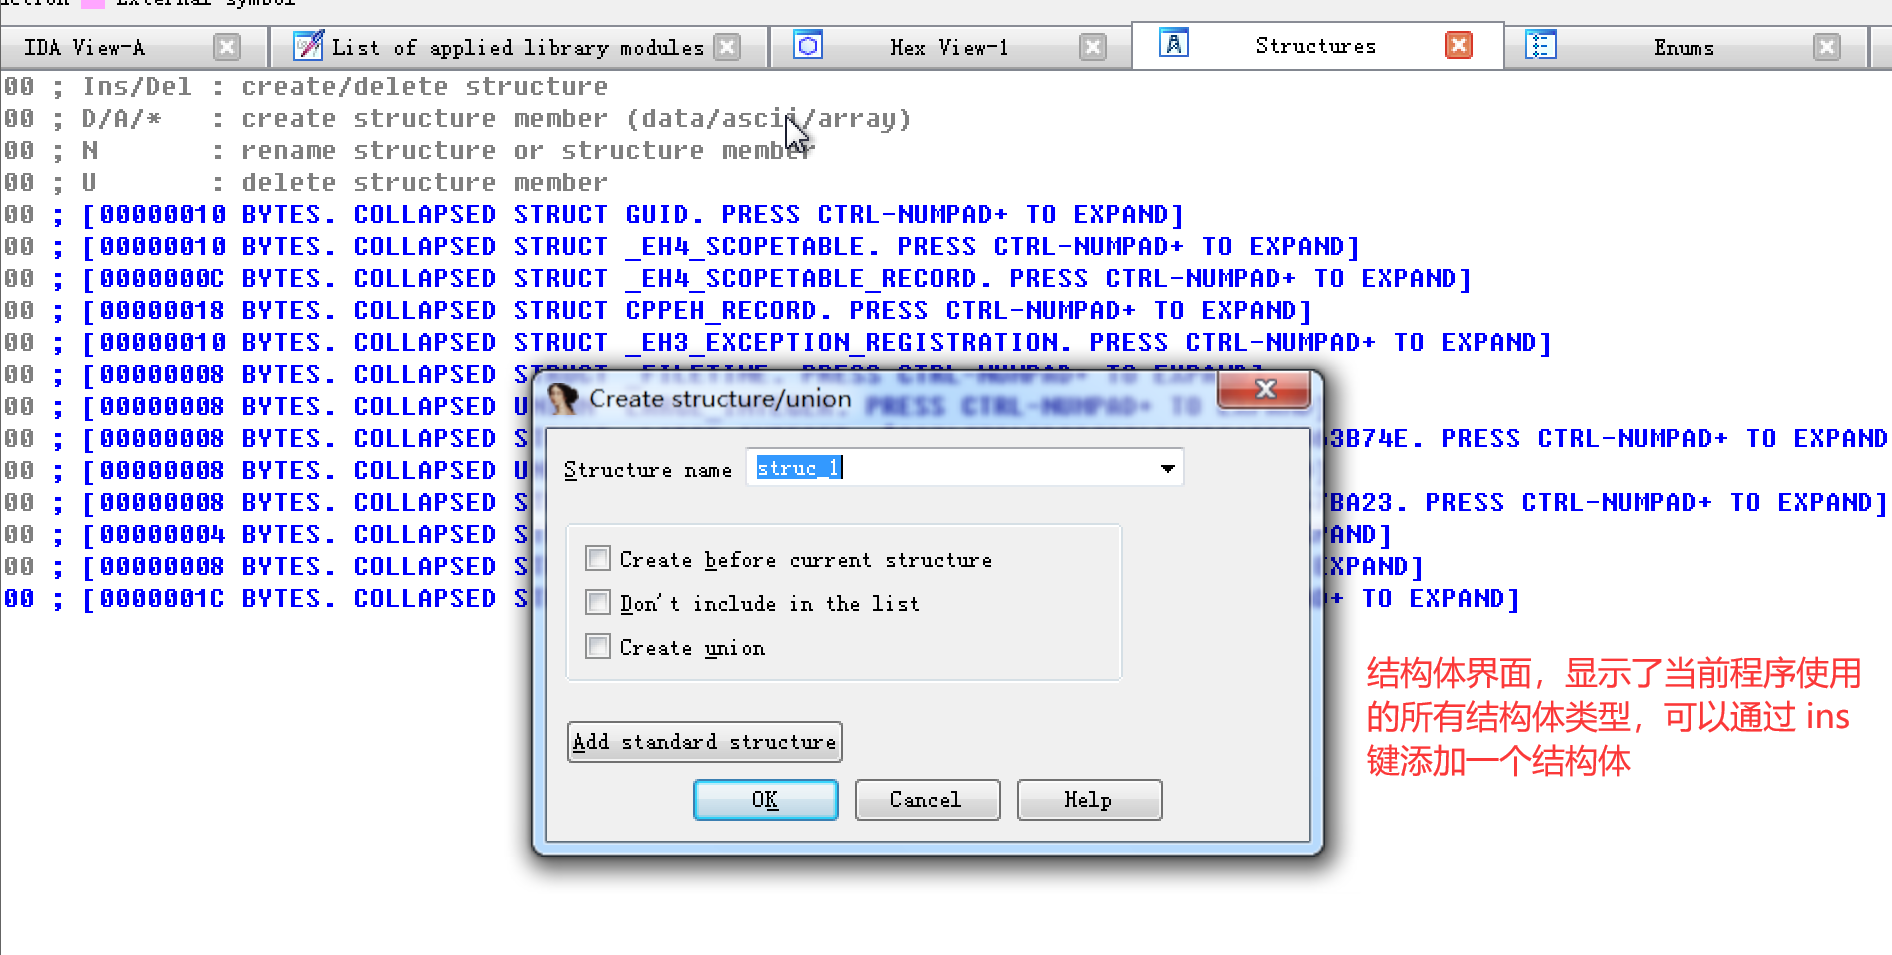 External symbol
IDA View-A
List of applied library modules
Hex View-1
Structures
Enums
00 ; Ins/Del : create/delete structure
00 ; D/A/* : create structure member (data/ascii/array)
00 ; N : rename structure or structure member
00 ; U : delete structure member
00 ; [00000010 BYTES. COLLAPSED STRUCT GUID. PRESS CTRL-NUMPAD+ TO EXPAND]
00 ; [00000010 BYTES. COLLAPSED STRUCT _EH4_SCOPETABLE. PRESS CTRL-NUMPAD+ TO EXPAND]
00 ; [0000000C BYTES. COLLAPSED STRUCT _EH4_SCOPETABLE_RECORD. PRESS CTRL-NUMPAD+ TO EXPAND]
00 ; [00000018 BYTES. COLLAPSED STRUCT CPPEH_RECORD. PRESS CTRL-NUMPAD+ TO EXPAND]
00 ; [00000010 BYTES. COLLAPSED STRUCT _EH3_EXCEPTION_REGISTRATION. PRESS CTRL-NUMPAD+ TO EXPAND]
00 ; [00000008 BYTES. COLLAPSED STRUCT _FILETIME. PRESS CTRL-NUMPAD+ TO EXPAND]
00 ; [00000008 BYTES. COLLAPSED U PRESS CTRL-NUMPAD+ TO EXPAND]
00 ; [00000008 BYTES. COLLAPSED S 3B74E. PRESS CTRL-NUMPAD+ TO EXPAND
00 ; [00000008 BYTES. COLLAPSED U
00 ; [00000008 BYTES. COLLAPSED S BA23. PRESS CTRL-NUMPAD+ TO EXPAND]
00 ; [00000004 BYTES. COLLAPSED S AND]
00 ; [00000008 BYTES. COLLAPSED S XPAND]
00 ; [0000001C BYTES. COLLAPSED S + TO EXPAND]
Create structure/union
Structure name struc_1
Create before current structure
Don't include in the list
Create union
Add standard structure
OK Cancel Help
结构体界面，显示了当前程序使用
的所有结构体类型，可以通过 ins
键添加一个结构体